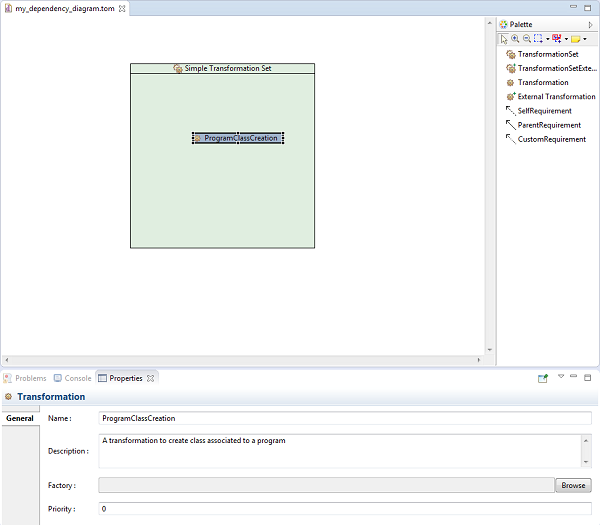 my_dependency_diagram.tom
Palette
Simple Transformation Set
ProgramClassCreation
TransformationSet
TransformationSetExte...
Transformation
External Transformation
SelfRequirement
ParentRequirement
CustomRequirement
Problems
Console
Properties
Transformation
General
Name :
ProgramClassCreation
Description :
A transformation to create class associated to a program
Factory :
Browse
Priority :
0